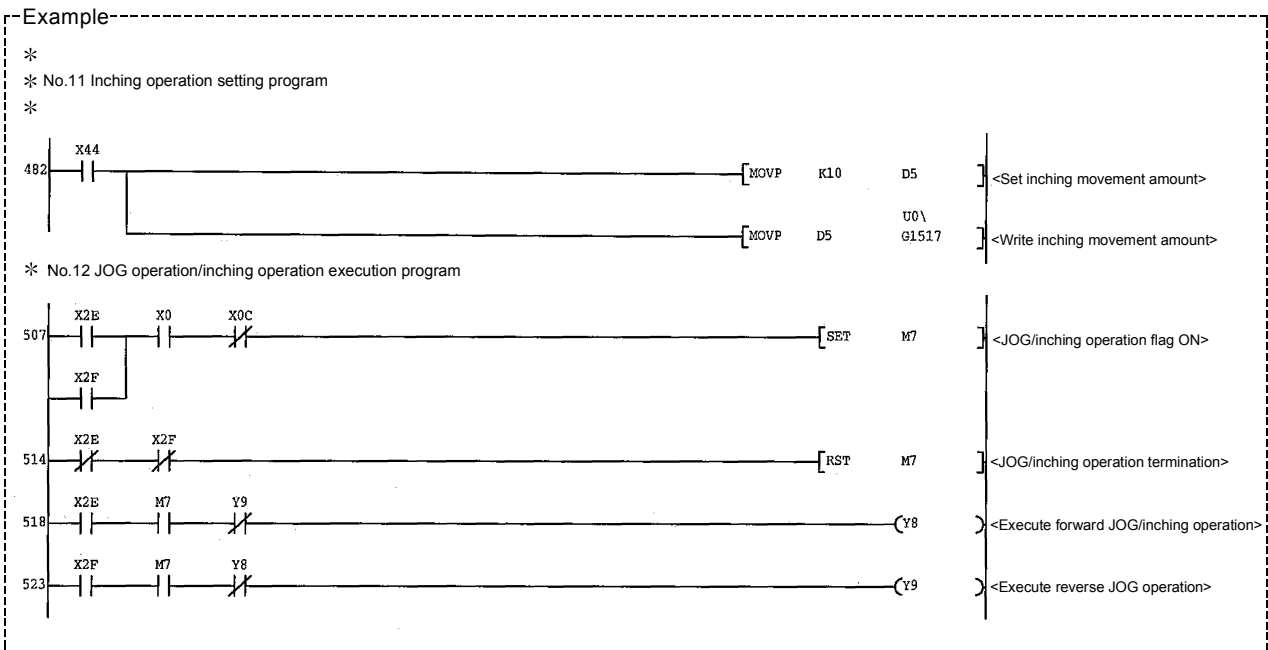 Example
*
* No.11 Inching operation setting program
*
X44
482 [MOVP K10 D5 ] <Set inching movement amount>
U0\
[MOVP D5 G1517 ] <Write inching movement amount>
* No.12 JOG operation/inching operation execution program
X2E X0 X0C
507 [SET M7 ] <JOG/inching operation flag ON>
X2F
X2E X2F
514 [RST M7 ] <JOG/inching operation termination>
X2E M7 Y9
518 (Y8 ) <Execute forward JOG/inching operation>
X2F M7 Y8
523 (Y9 ) <Execute reverse JOG operation>